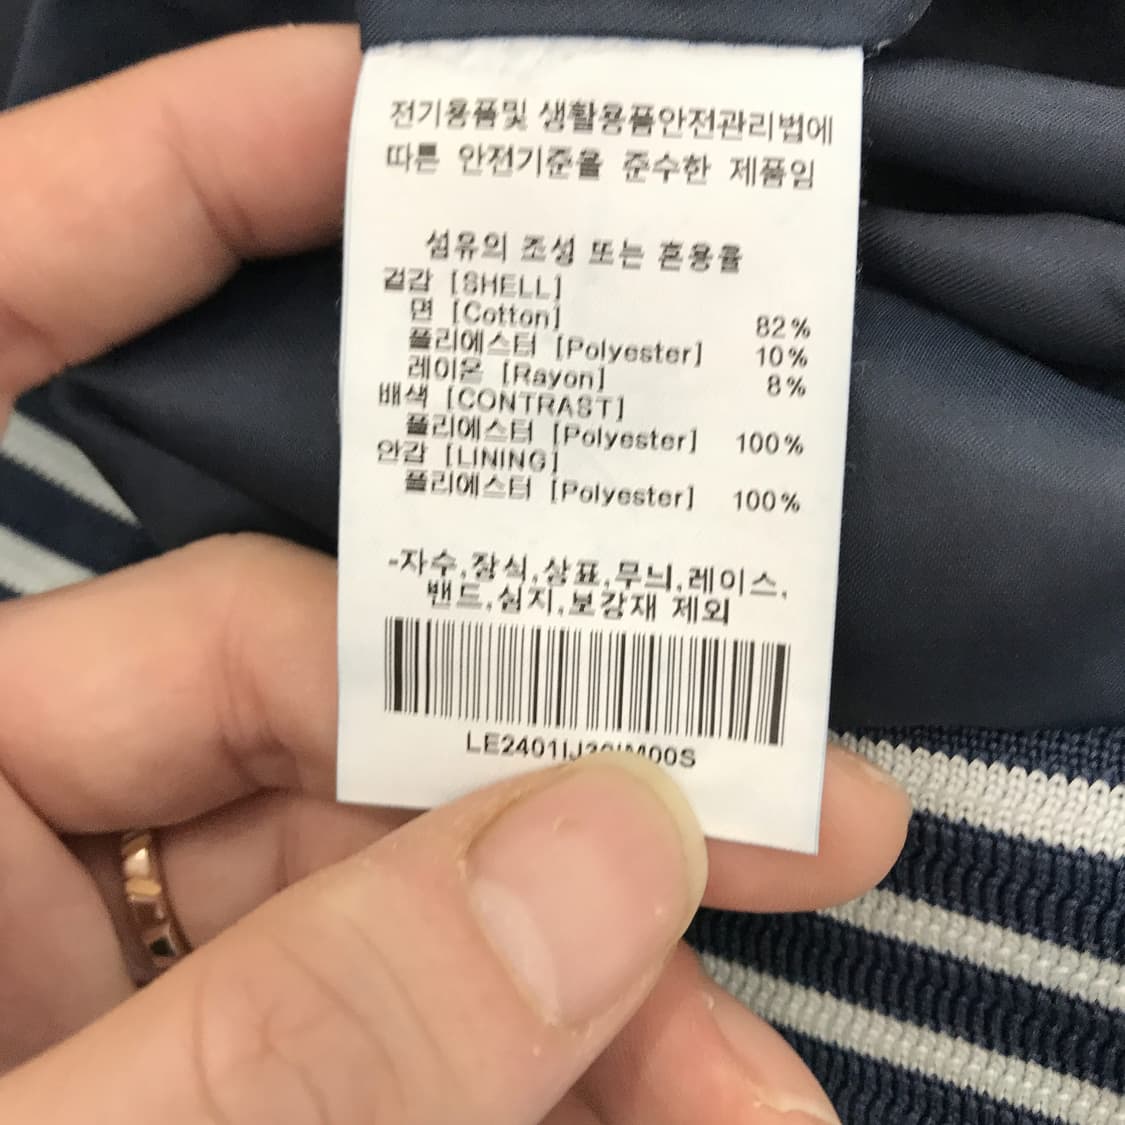 전기용품및 생활용품안전관리법에
따른 안전기준을 준수한 제품임
섬유의 조성 또는 혼용률
겉감 [SHELL]
면 [Cotton] 82%
폴리에스터 [Polyester] 10%
레이온 [Rayon] 8%
배색 [CONTRAST]
폴리에스터 [Polyester] 100%
안감 [LINING]
폴리에스터 [Polyester] 100%
-자수,장식,상표,무늬,레이스,
밴드,심지,보강재 제외